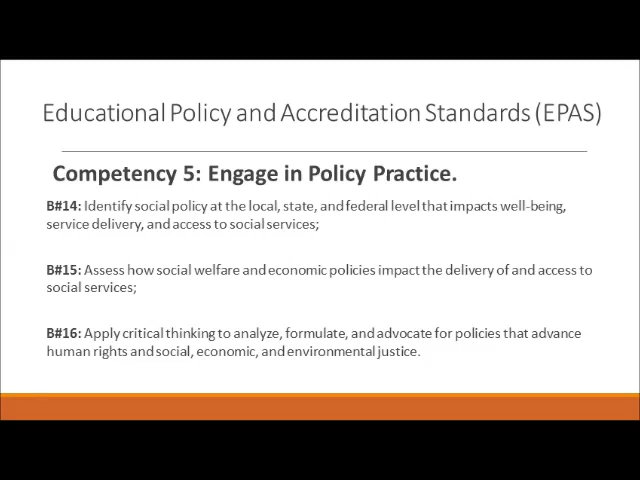 Educational Policy and Accreditation Standards (EPAS)
Competency 5: Engage in Policy Practice.
B#14: Identify social policy at the local, state, and federal level that impacts well-being,
service delivery, and access to social services;
B#15: Assess how social welfare and economic policies impact the delivery of and access to
social services;
B#16: Apply critical thinking to analyze, formulate, and advocate for policies that advance
human rights and social, economic, and environmental justice.